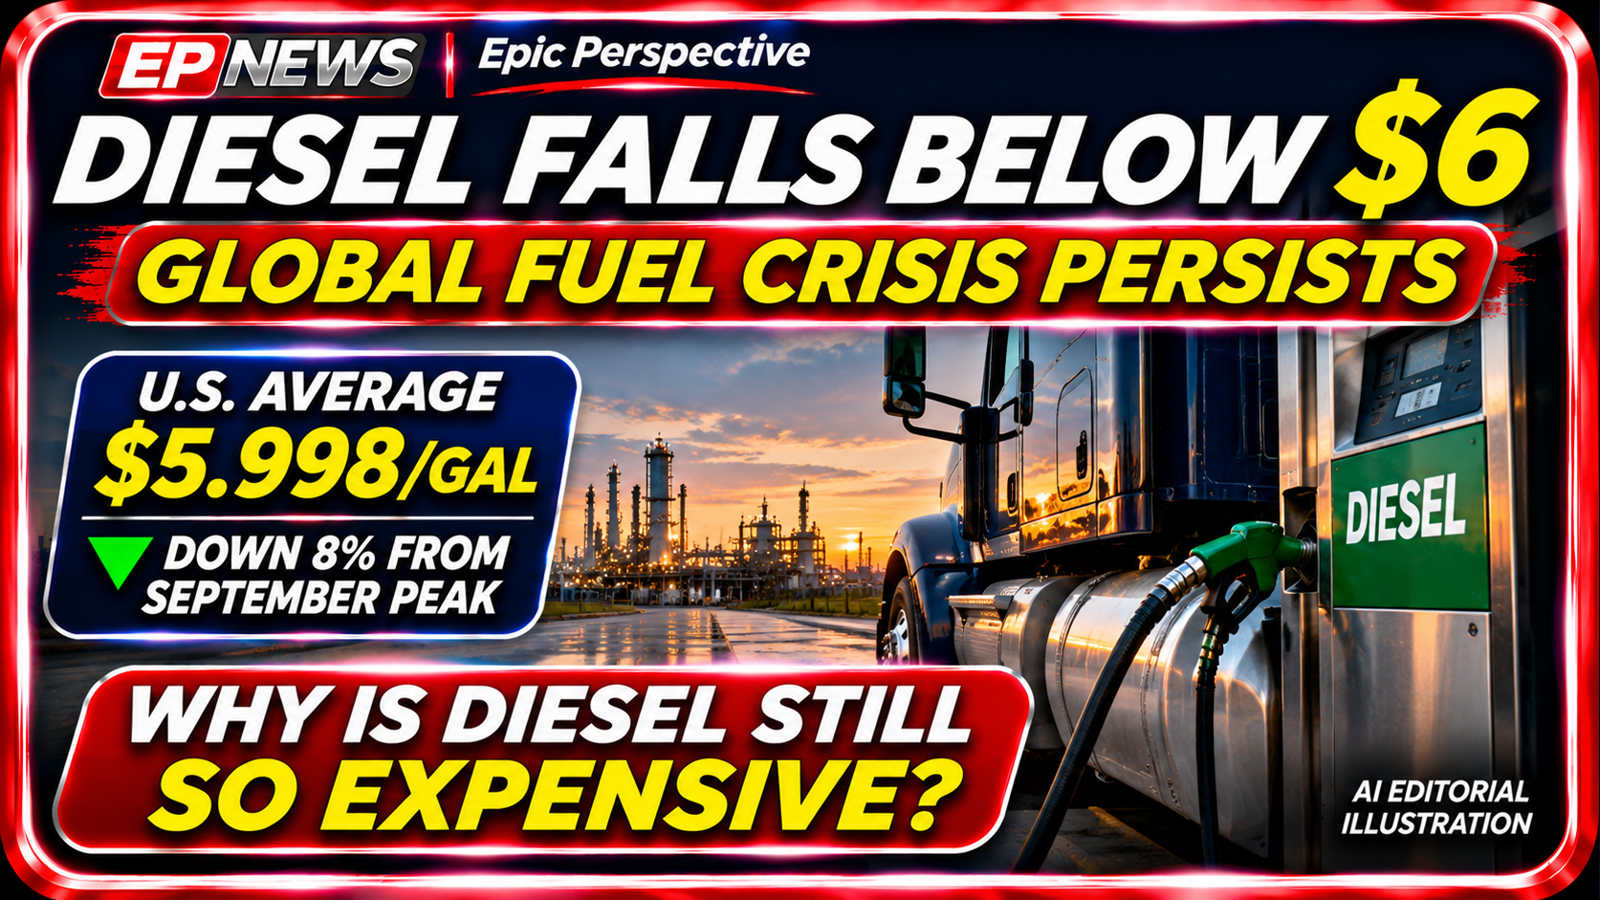 EP NEWS | Epic Perspective
DIESEL FALLS BELOW $6
GLOBAL FUEL CRISIS PERSISTS
U.S. AVERAGE
$5.998/GAL
DOWN 8% FROM
SEPTEMBER PEAK
DIESEL
WHY IS DIESEL STILL
SO EXPENSIVE?
AI EDITORIAL
ILLUSTRATION